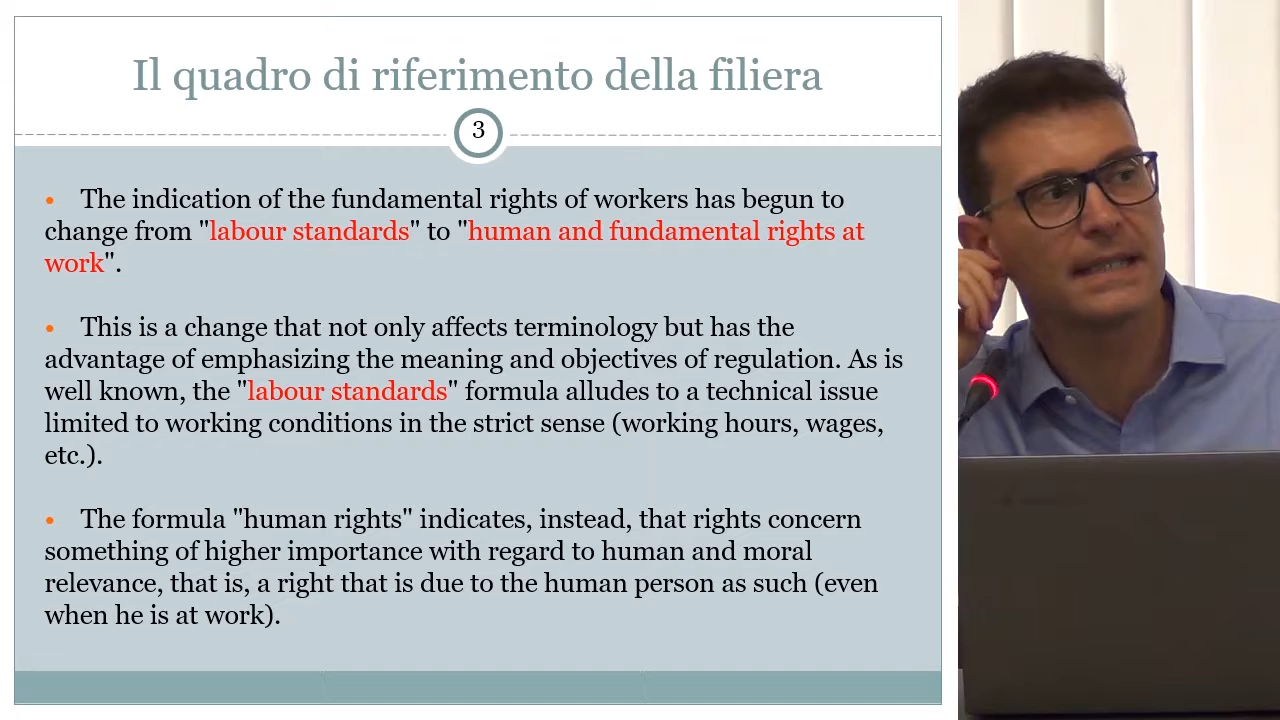 Il quadro di riferimento della filiera
3
• The indication of the fundamental rights of workers has begun to
change from "labour standards" to "human and fundamental rights at
work".
• This is a change that not only affects terminology but has the
advantage of emphasizing the meaning and objectives of regulation. As is
well known, the "labour standards" formula alludes to a technical issue
limited to working conditions in the strict sense (working hours, wages,
etc.).
• The formula "human rights" indicates, instead, that rights concern
something of higher importance with regard to human and moral
relevance, that is, a right that is due to the human person as such (even
when he is at work).